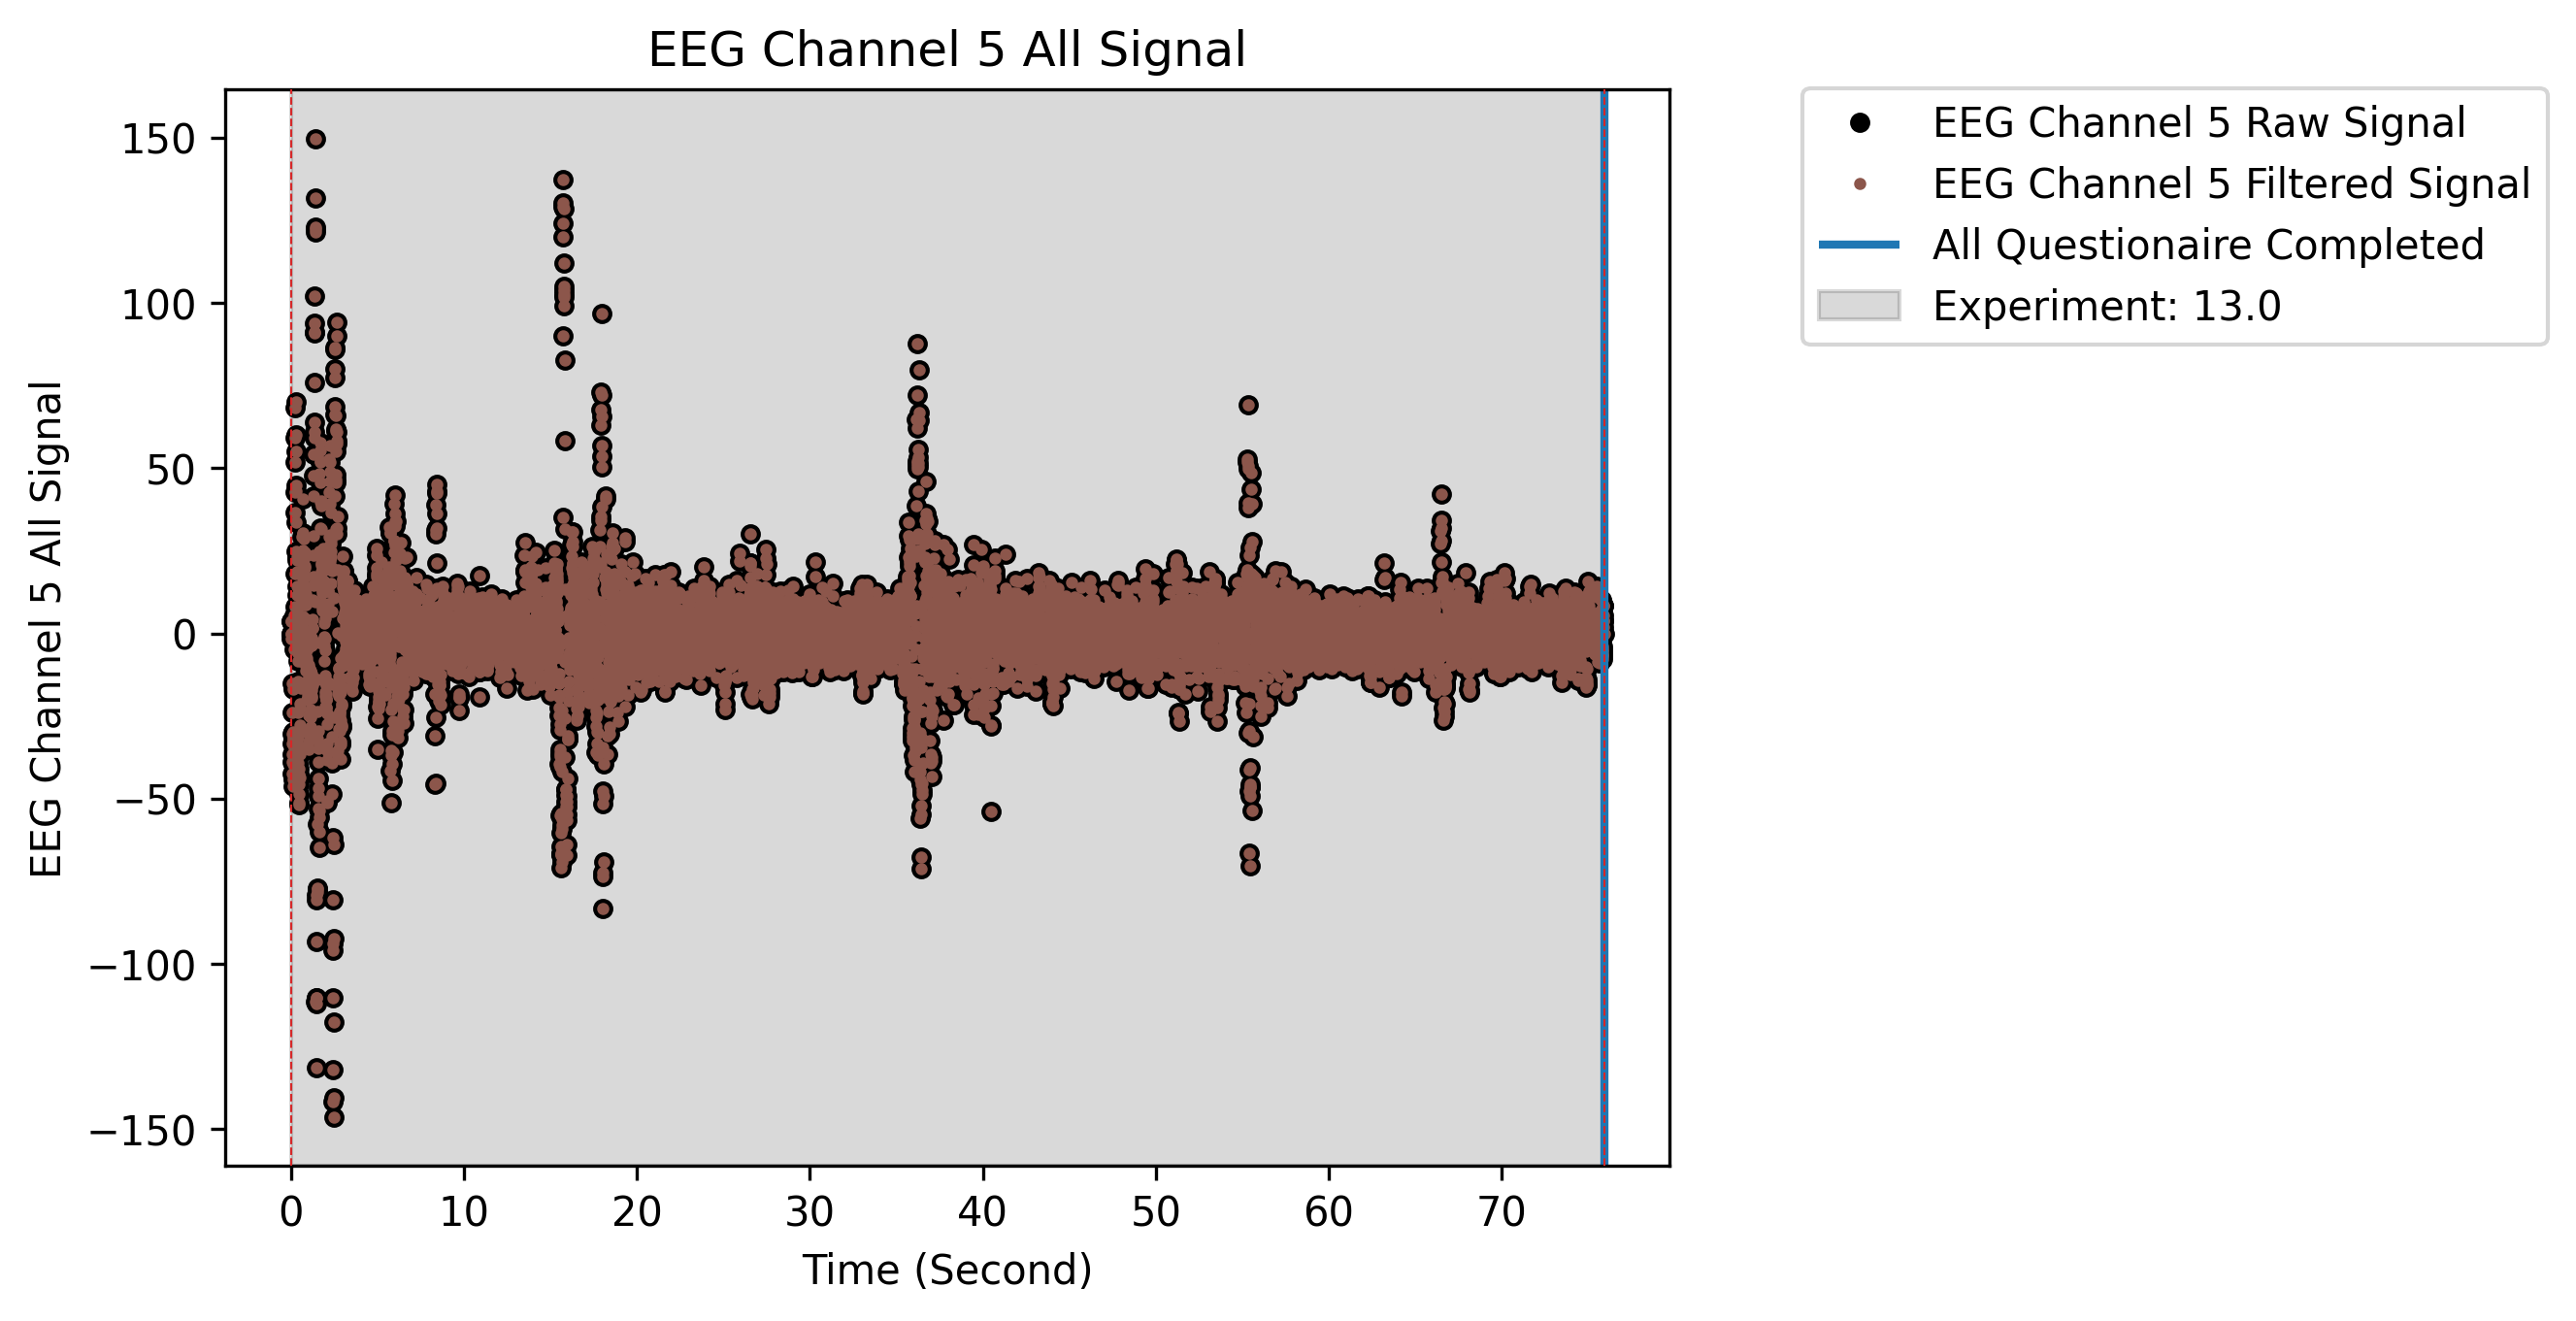 EEG Channel 5 All Signal
EEG Channel 5 Raw Signal
EEG Channel 5 Filtered Signal
All Questionaire Completed
Experiment: 13.0
EEG Channel 5 All Signal
150
100
50
0
−50
−100
−150
0 10 20 30 40 50 60 70
Time (Second)